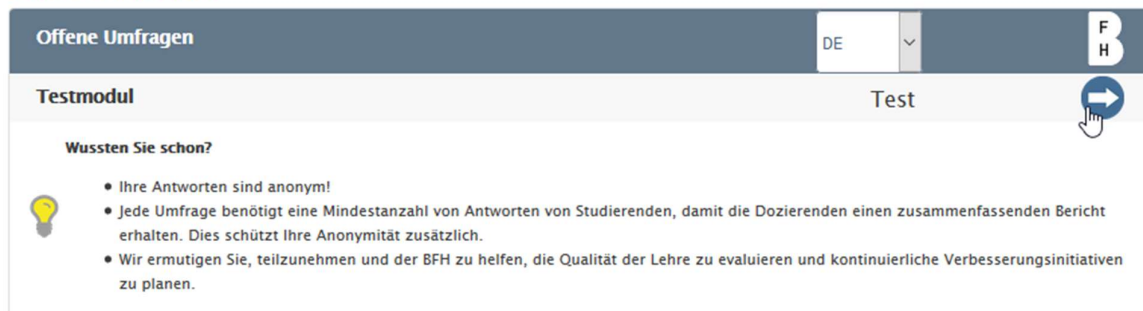 Offene Umfragen
DE
F
H
Testmodul
Test
Wussten Sie schon?
• Ihre Antworten sind anonym!
• Jede Umfrage benötigt eine Mindestanzahl von Antworten von Studierenden, damit die Dozierenden einen zusammenfassenden Bericht
erhalten. Dies schützt Ihre Anonymität zusätzlich.
• Wir ermutigen Sie, teilzunehmen und der BFH zu helfen, die Qualität der Lehre zu evaluieren und kontinuierliche Verbesserungsinitiativen
zu planen.